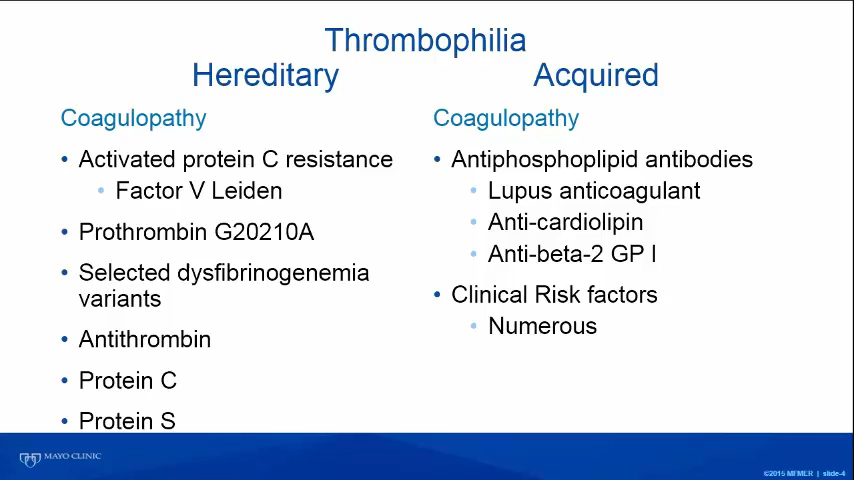 Thrombophilia
Hereditary
Acquired
Coagulopathy
• Activated protein C resistance
• Factor V Leiden
• Prothrombin G20210A
• Selected dysfibrinogenemia
variants
• Antithrombin
• Protein C
• Protein S
Coagulopathy
• Antiphosphoplipid antibodies
• Lupus anticoagulant
• Anti-cardiolipin
• Anti-beta-2 GP I
• Clinical Risk factors
• Numerous
MAYO CLINIC
©2015 MFMER | slide-4